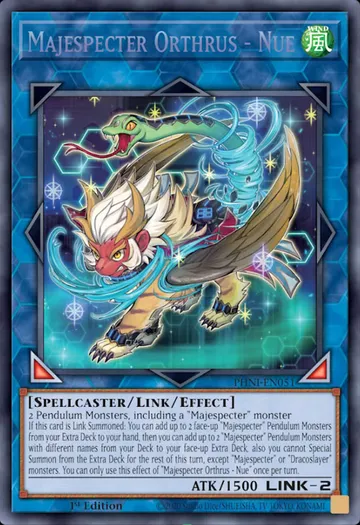 Majespecter Orthrus - Nue
WIND
風
PHNI-EN051
[Spellcaster/Link/Effect]
2 Pendulum Monsters, including a "Majespecter" monster
If this card is Link Summoned: You can add up to 2 face-up "Majespecter" Pendulum Monsters
from your Extra Deck to your hand, then you can add up to 2 "Majespecter" Pendulum Monsters
with different names from your Deck to your face-up Extra Deck, also you cannot Special
Summon from the Extra Deck for the rest of this turn, except "Majespecter" or "Dracoslayer"
monsters. You can only use this effect of "Majespecter Orthrus - Nue" once per turn.
ATK/1500 LINK-2
1st Edition